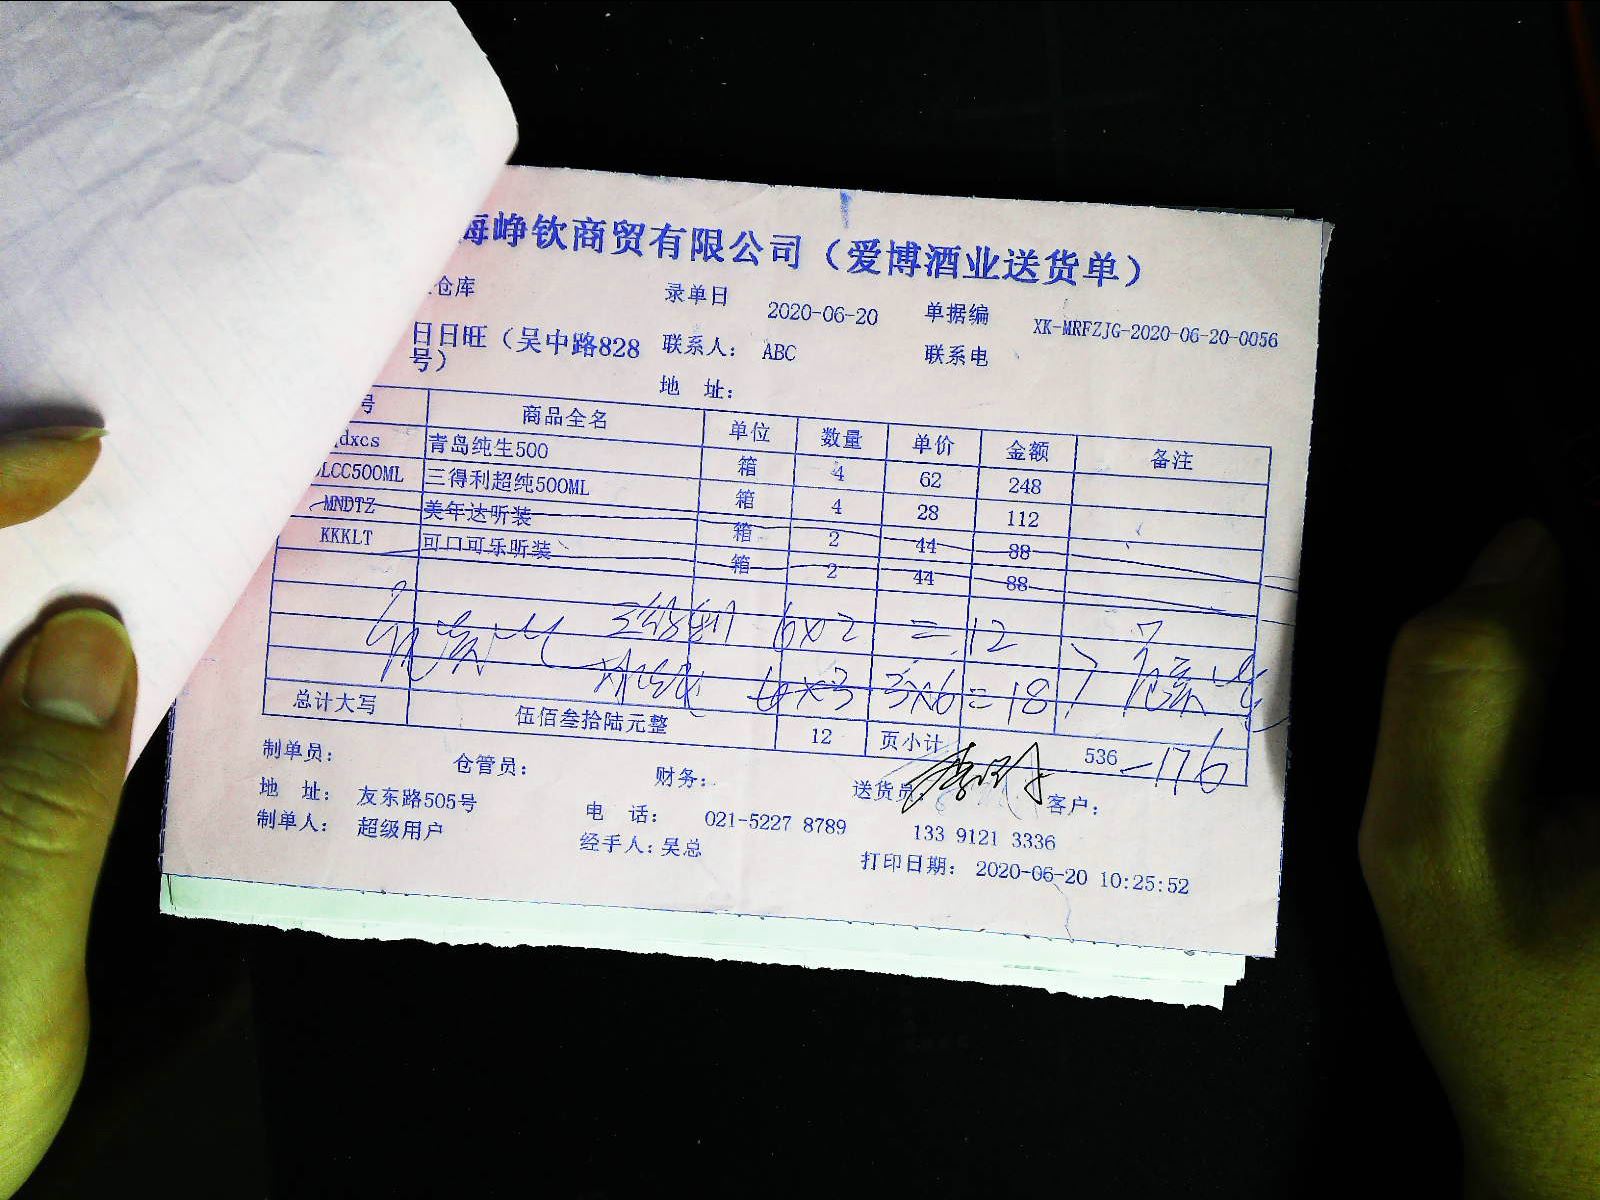 海峥钦商贸有限公司（爱博酒业送货单）
仓库 录单日 2020-06-20 单据编 XK-MRFZJG-2020-06-20-0056
日日旺（吴中路828号） 联系人： ABC 联系电
地 址：
号 商品全名 单位 数量 单价 金额 备注
dxcs 青岛纯生500 箱 4 62 248
LCC500ML 三得利超纯500ML 箱 4 28 112
MNDTZ 美年达听装 箱 2 44 88
KKKLT 可口可乐听装 箱 2 44 88
6×2 = 12
×3 3×6 = 18
总计大写 伍佰叁拾陆元整 12 页小计 536 -176
制单员： 仓管员： 财务： 送货员： 客户：
地 址： 友东路505号 电 话： 021-5227 8789 133 9121 3336
制单人： 超级用户 经手人：吴总 打印日期： 2020-06-20 10:25:52